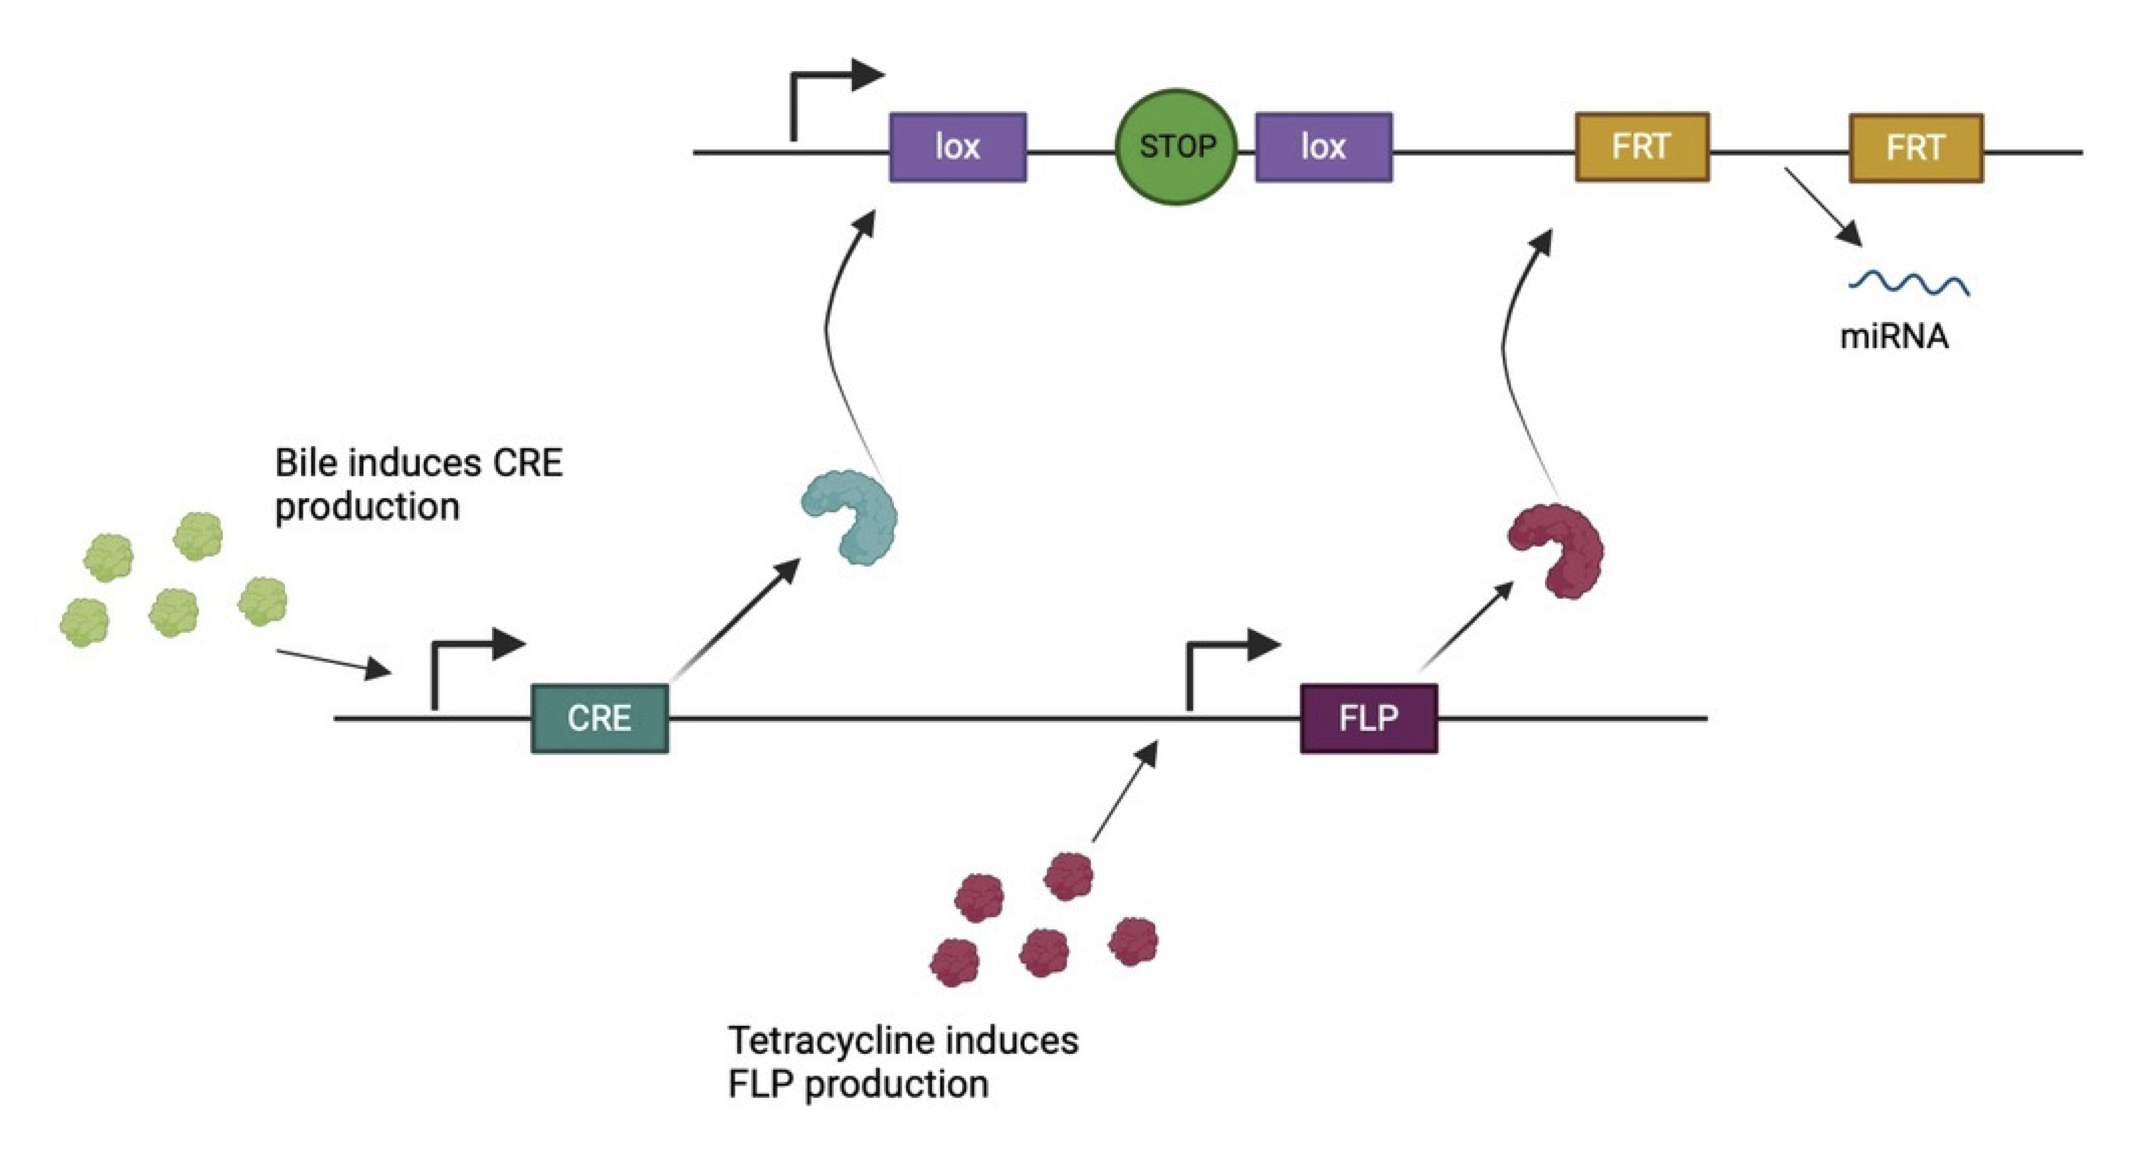 lox
STOP
lox
FRT
FRT
miRNA
Bile induces CRE
production
CRE
FLP
Tetracycline induces
FLP production